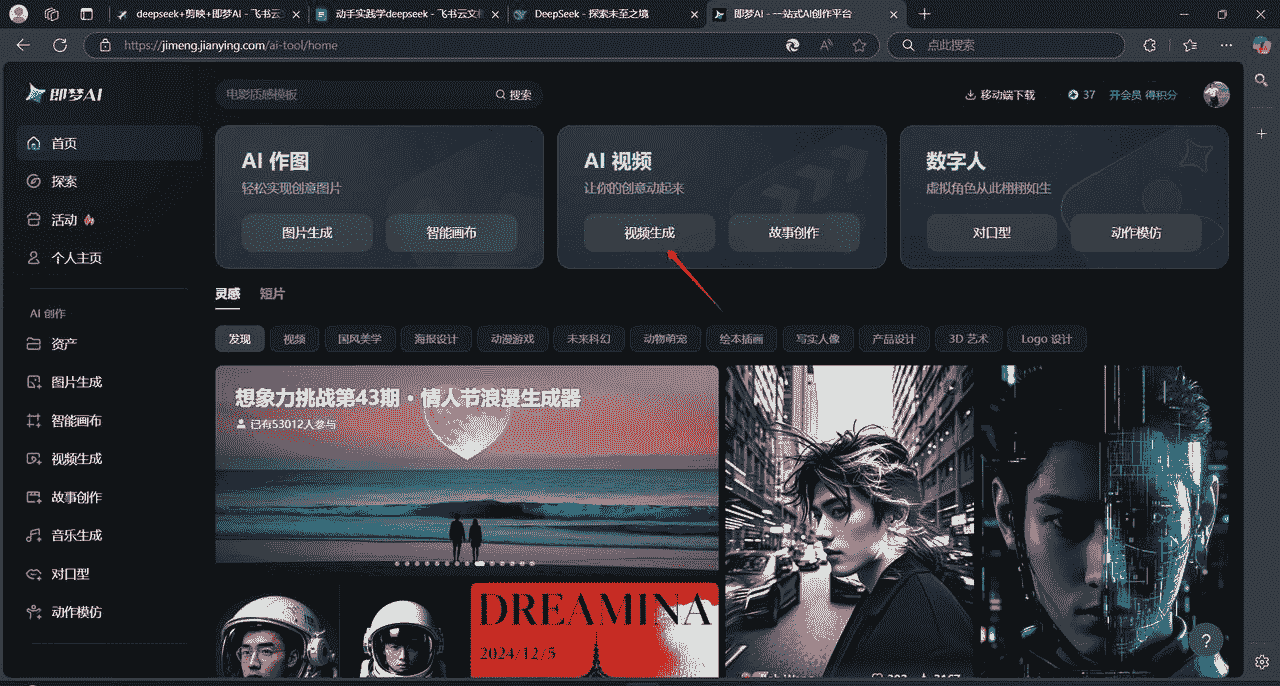 deepseek+剪映+即梦AI - 飞书云
动手实践学deepseek - 飞书云文档
DeepSeek - 探索未至之境
即梦AI - 一站式AI创作平台
https://jimeng.jianying.com/ai-tool/home
点此搜索
即梦AI
电影质感模板
搜索
移动端下载
37
开会员 得积分
首页
探索
活动
个人主页
AI 创作
资产
图片生成
智能画布
视频生成
故事创作
音乐生成
对口型
动作模仿
AI 作图
轻松实现创意图片
图片生成
智能画布
AI 视频
让你的创意动起来
视频生成
故事创作
数字人
虚拟角色从此栩栩如生
对口型
动作模仿
灵感
短片
发现
视频
国风美学
海报设计
动漫游戏
未来科幻
动物萌宠
绘本插画
写实人像
产品设计
3D 艺术
Logo 设计
想象力挑战第43期·情人节浪漫生成器
已有53012人参与
DREAMINA
2024/12/5
?